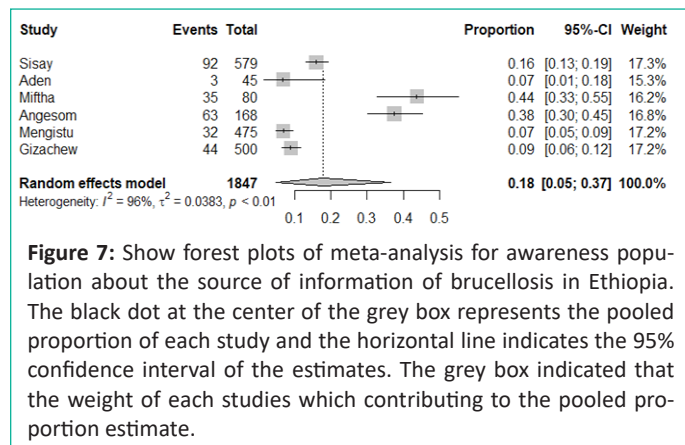 Study Events Total Proportion 95%-CI Weight
Sisay 92 579 0.16 [0.13; 0.19] 17.3%
Aden 3 45 0.07 [0.01; 0.18] 15.3%
Miftha 35 80 0.44 [0.33; 0.55] 16.2%
Angesom 63 168 0.38 [0.30; 0.45] 16.8%
Mengistu 32 475 0.07 [0.05; 0.09] 17.2%
Gizachew 44 500 0.09 [0.06; 0.12] 17.2%
Random effects model 1847 0.18 [0.05; 0.37] 100.0%
Heterogeneity: I² = 96%, τ² = 0.0383, p < 0.01
0.1 0.2 0.3 0.4 0.5
Figure 7: Show forest plots of meta-analysis for awareness popu-
lation about the source of information of brucellosis in Ethiopia.
The black dot at the center of the grey box represents the pooled
proportion of each study and the horizontal line indicates the 95%
confidence interval of the estimates. The grey box indicated that
the weight of each studies which contributing to the pooled pro-
portion estimate.